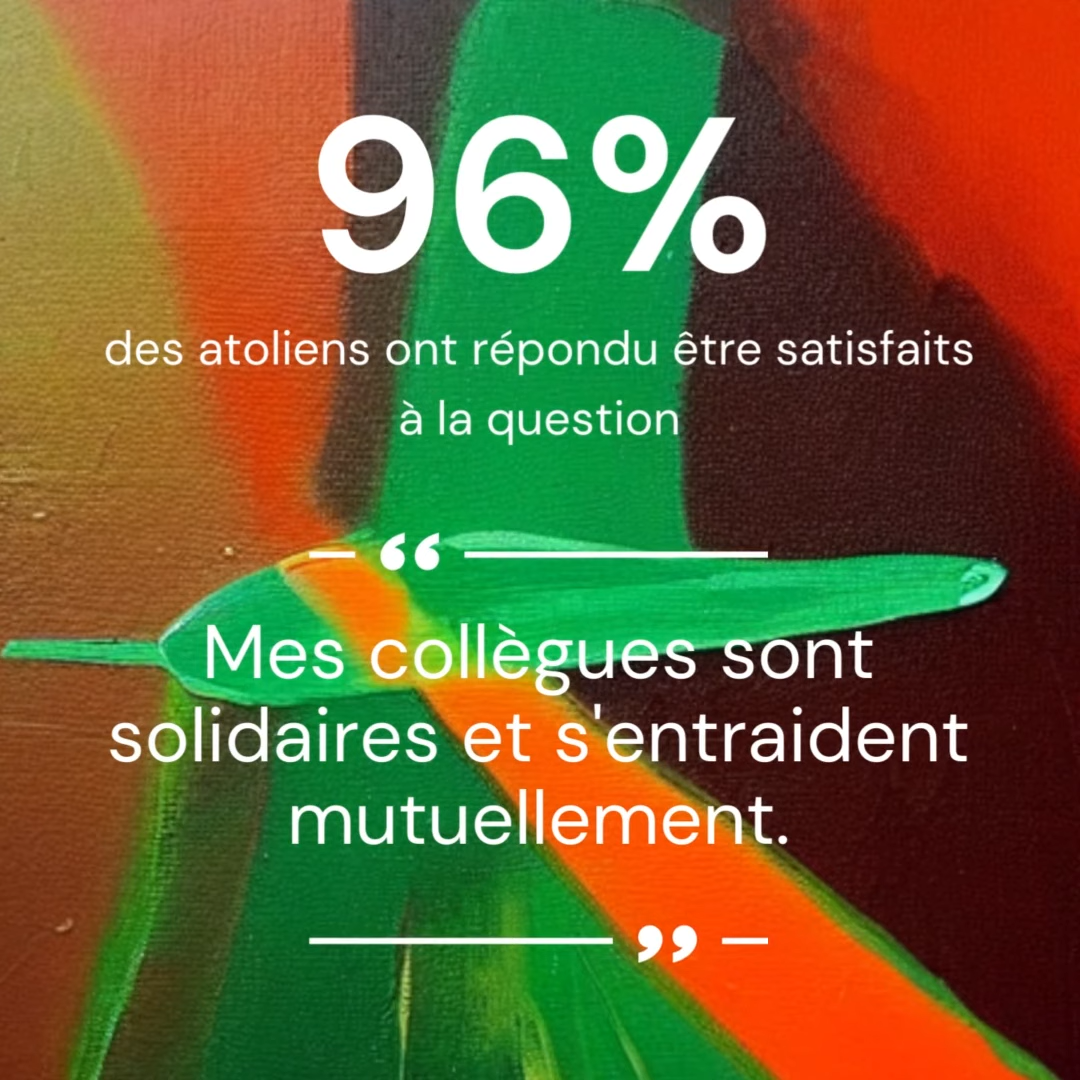 96%
des atoliens ont répondu être satisfaits
à la question
“
Mes collègues sont
solidaires et s'entraident
mutuellement.
”